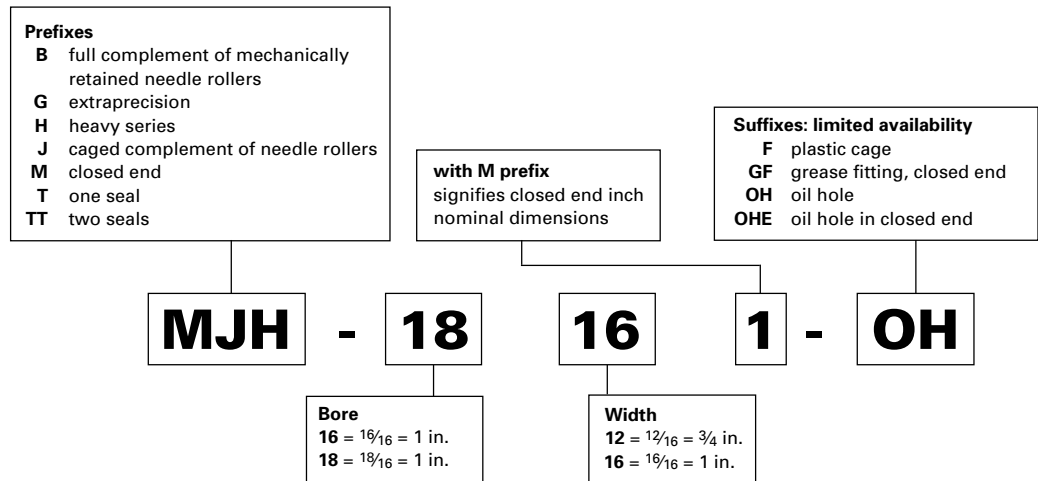 Prefixes
B full complement of mechanically
retained needle rollers
G extraprecision
H heavy series
J caged complement of needle rollers
M closed end
T one seal
TT two seals
with M prefix
signifies closed end inch
nominal dimensions
Suffixes: limited availability
F plastic cage
GF grease fitting, closed end
OH oil hole
OHE oil hole in closed end
MJH - 18 16 1 - OH
Bore
16 = 16/16 = 1 in.
18 = 18/16 = 1 in.
Width
12 = 12/16 = 3/4 in.
16 = 16/16 = 1 in.